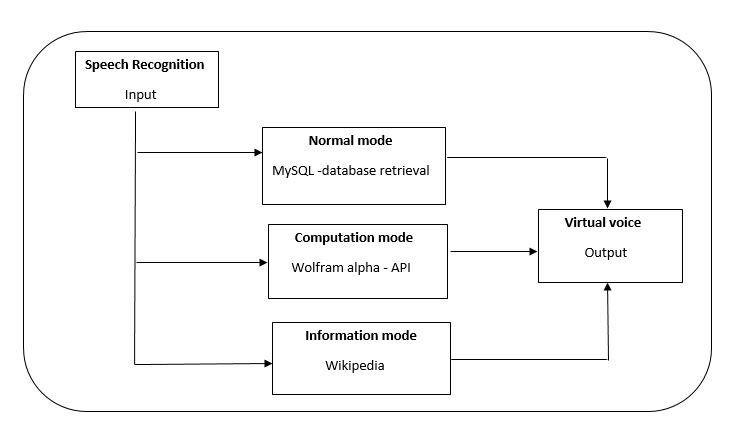 Speech Recognition
Input
Normal mode
MySQL -database retrieval
Computation mode
Wolfram alpha - API
Information mode
Wikipedia
Virtual voice
Output